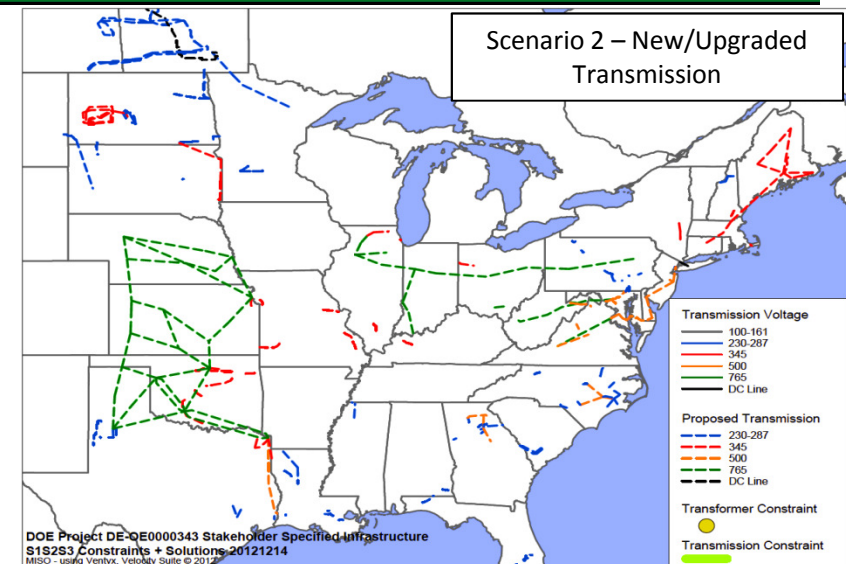 Scenario 2 – New/Upgraded
Transmission
Transmission Voltage
100-161
230-287
345
500
765
DC Line
Proposed Transmission
230-287
345
500
765
DC Line
Transformer Constraint
Transmission Constraint
DOE Project DE-OE0000343 Stakeholder Specified Infrastructure
S1S2S3 Constraints + Solutions 20121214
MISO - using Ventyx, Velocity Suite © 2012